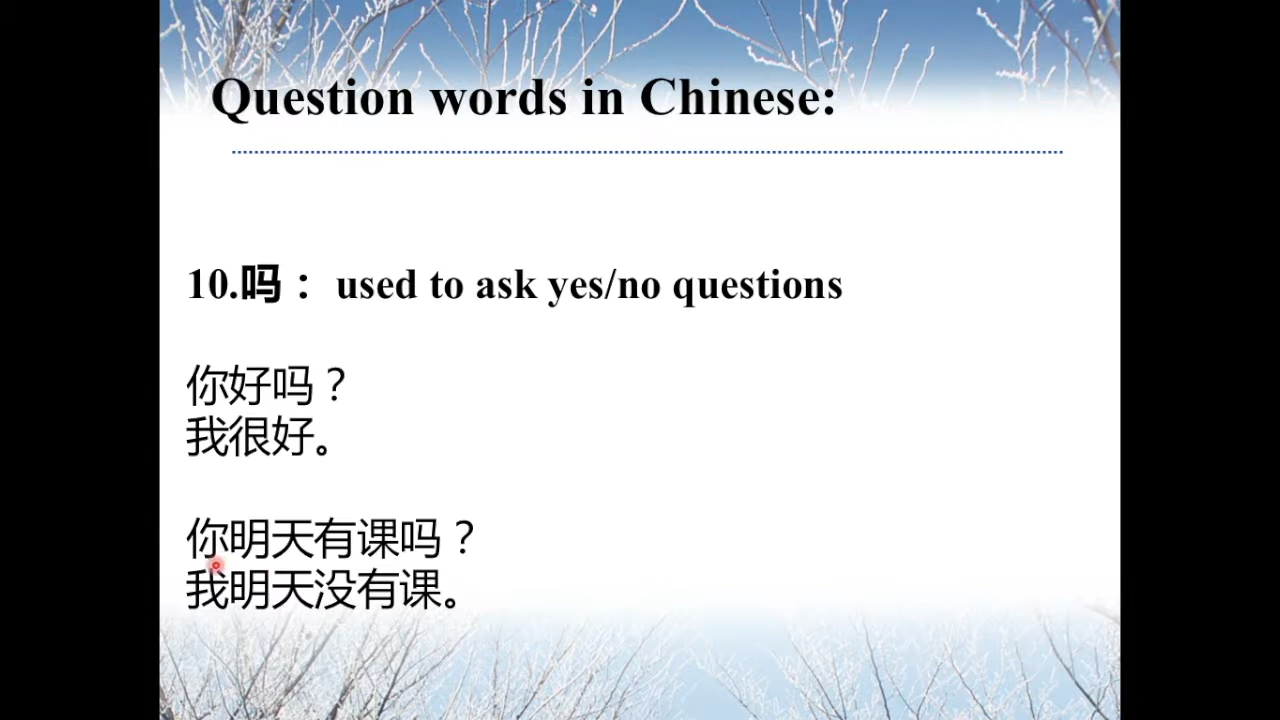 Question words in Chinese:
10.吗： used to ask yes/no questions
你好吗？
我很好。
你明天有课吗？
我明天没有课。